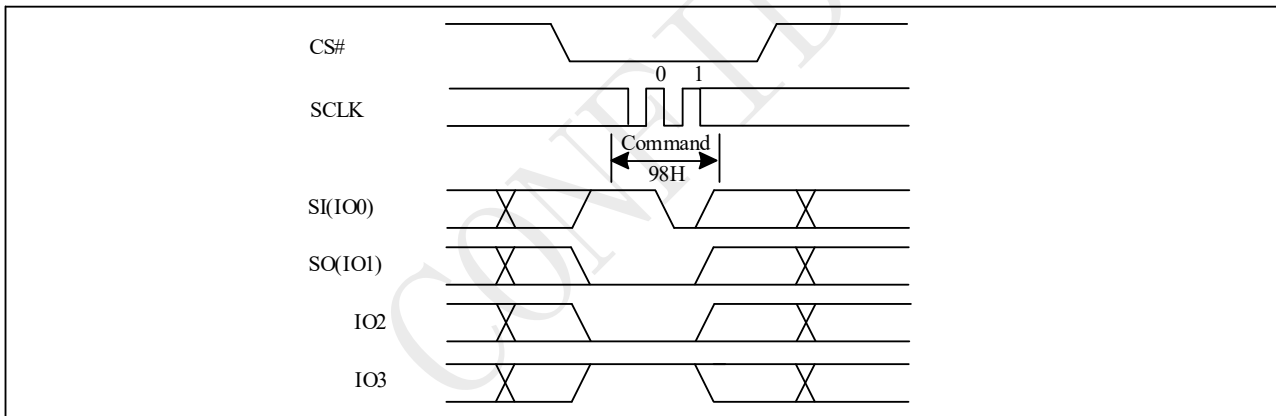 CS#
0 1
SCLK
Command
98H
SI(IO0)
SO(IO1)
IO2
IO3